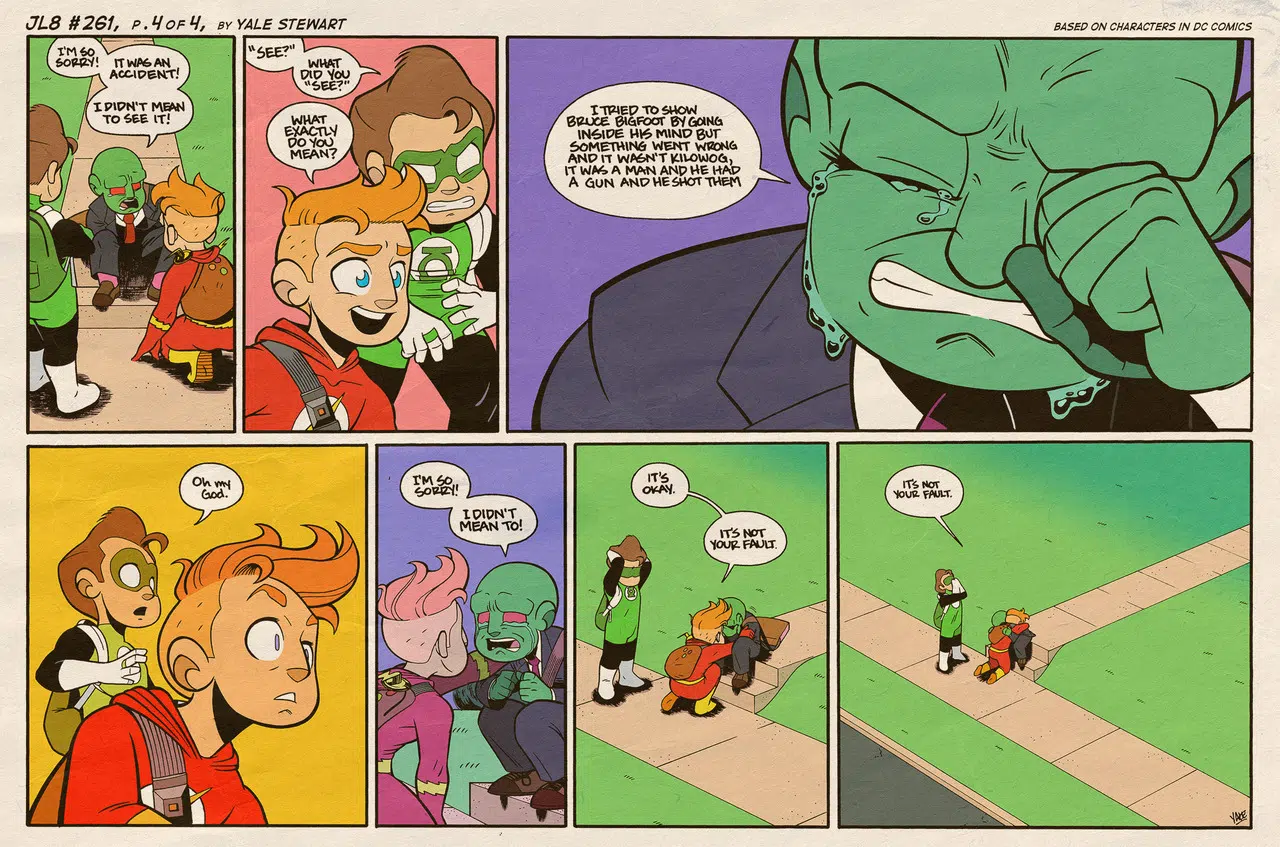 JL8 #261, P. 4 OF 4, BY YALE STEWART
BASED ON CHARACTERS IN DC COMICS
I'M SO
SORRY!
IT WAS AN
ACCIDENT!
I DIDN'T MEAN
TO SEE IT!
"SEE?"
WHAT
DID YOU
"SEE?"
WHAT
EXACTLY
DO YOU
MEAN?
I TRIED TO SHOW
BRUCE BIGFOOT BY GOING
INSIDE HIS MIND BUT
SOMETHING WENT WRONG
AND IT WASN'T KILOWOG,
IT WAS A MAN AND HE HAD
A GUN AND HE SHOT THEM
Oh my
God.
I'M SO
SORRY!
I DIDN'T
MEAN TO!
IT'S
OKAY.
IT'S NOT
YOUR FAULT.
IT'S NOT
YOUR FAULT.
YALE